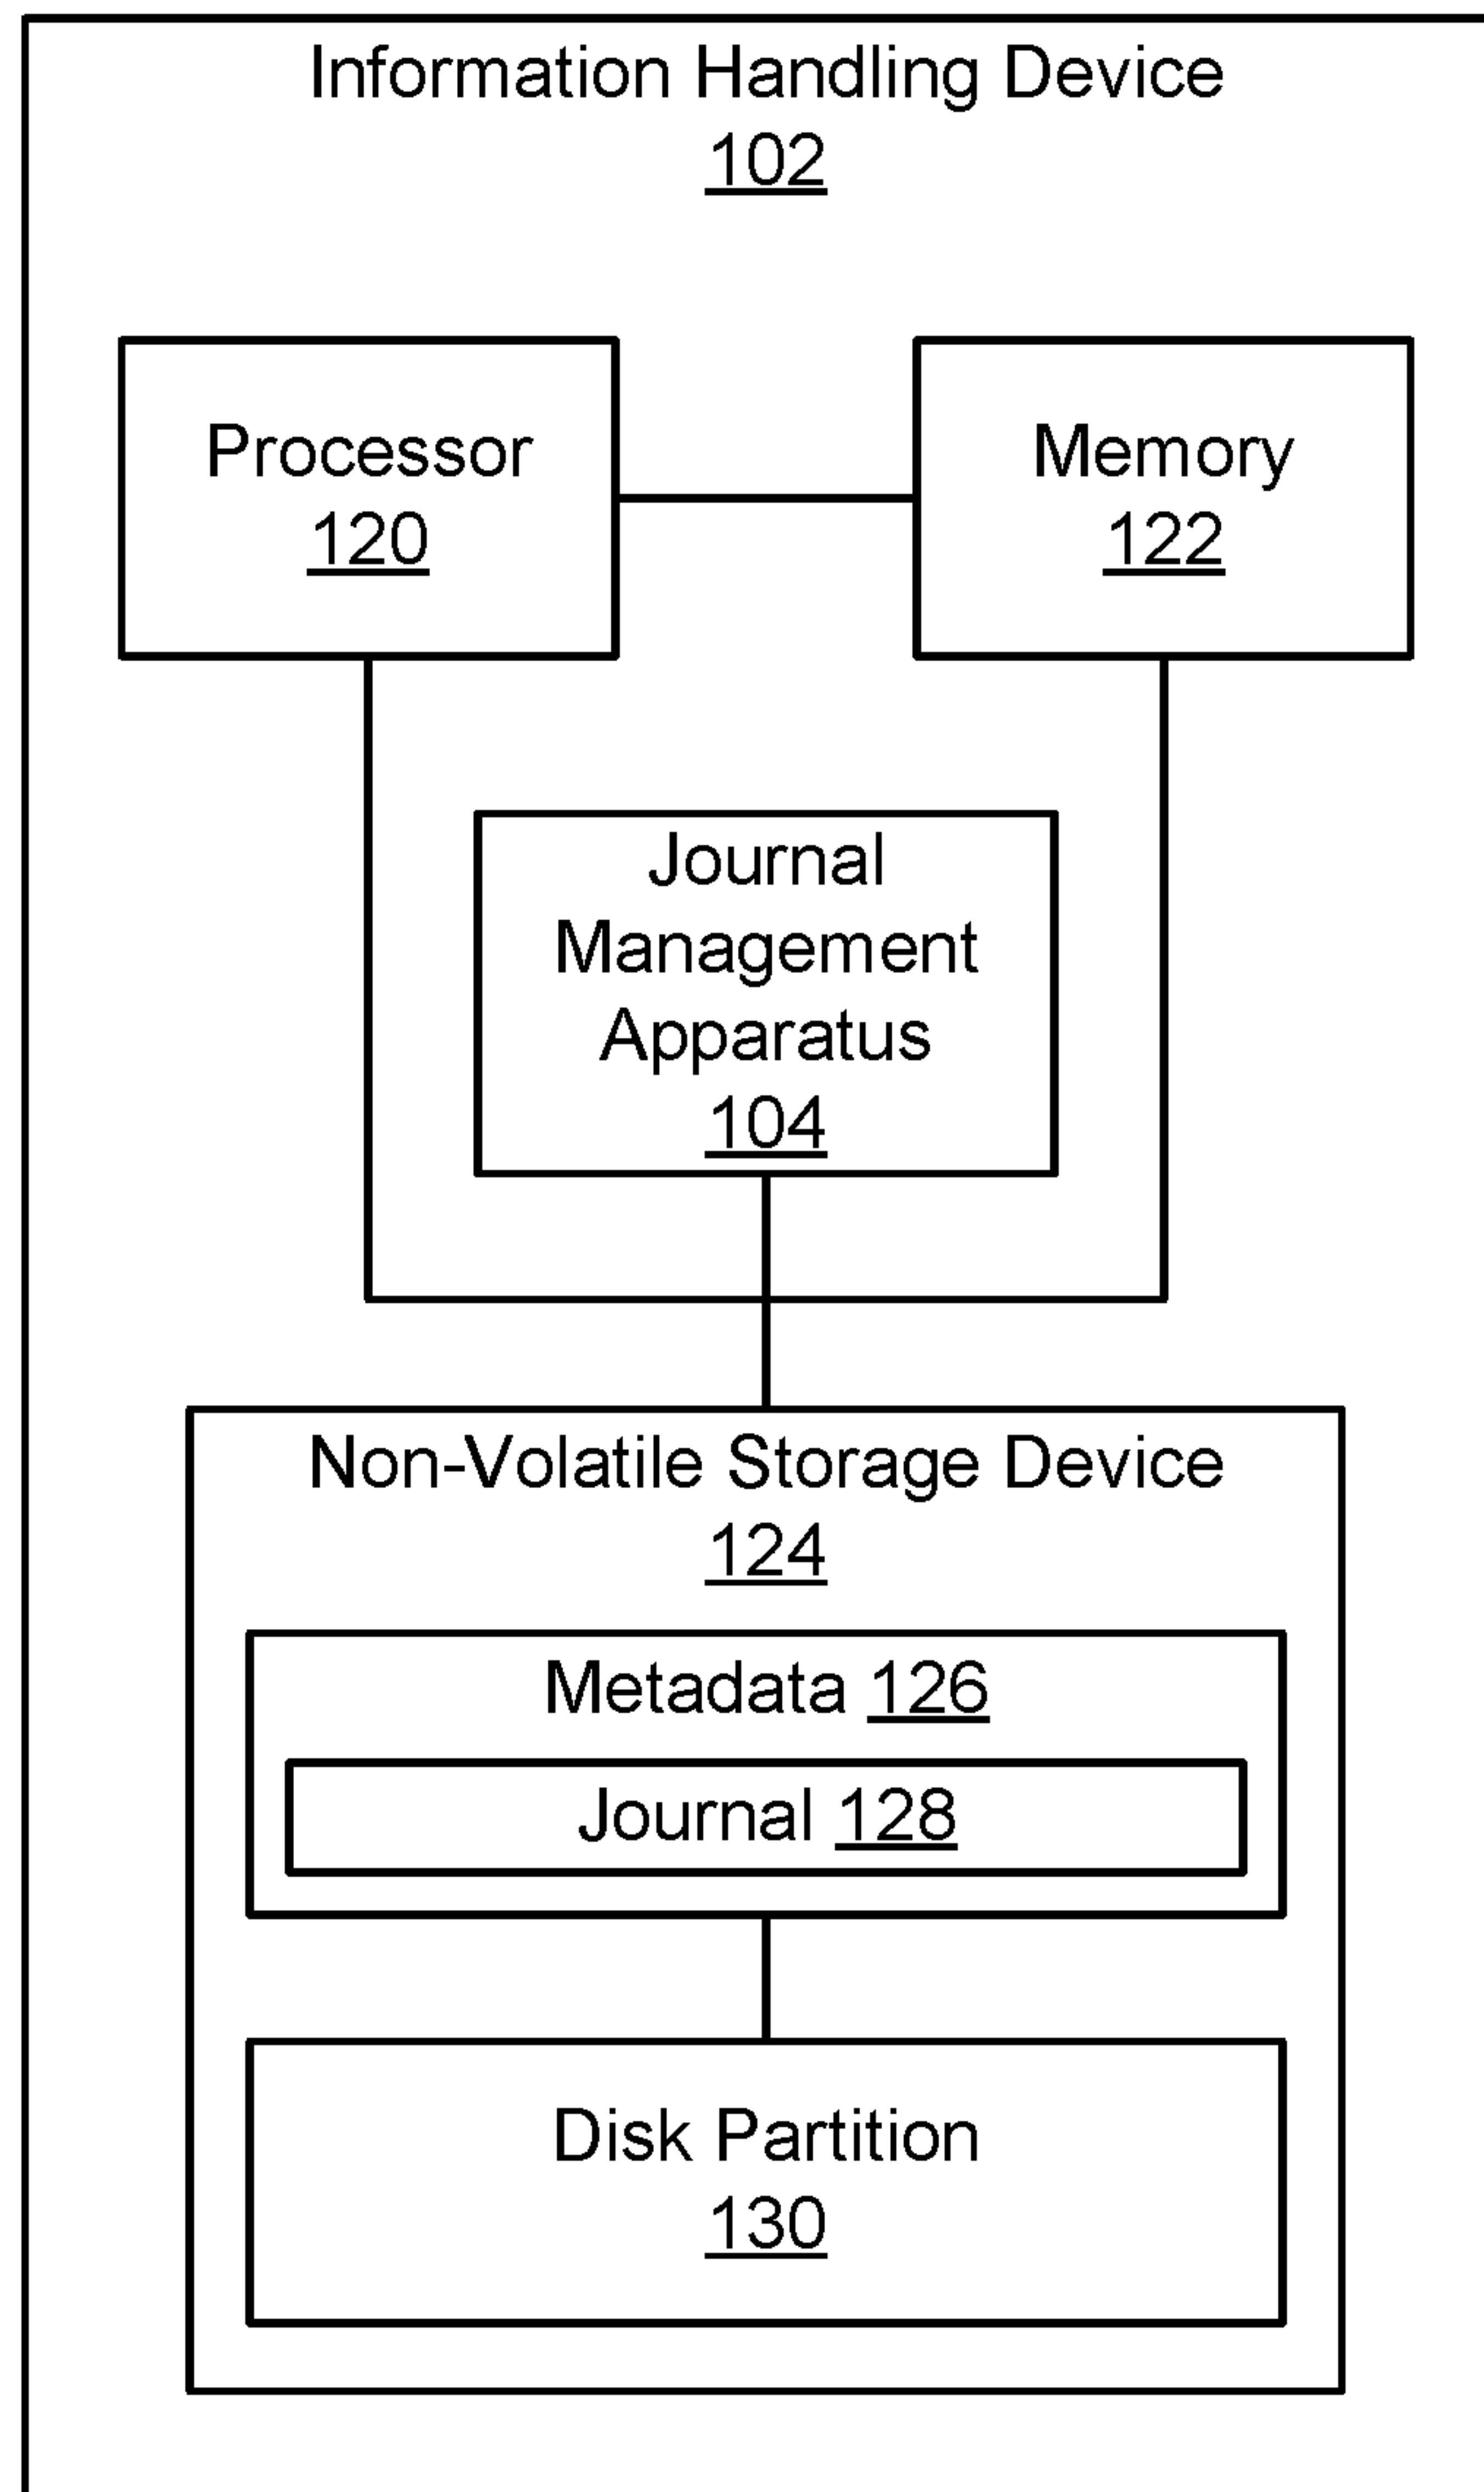 Information Handling Device
102
Processor
120
Memory
122
Journal
Management
Apparatus
104
Non-Volatile Storage Device
124
Metadata 126
Journal 128
Disk Partition
130